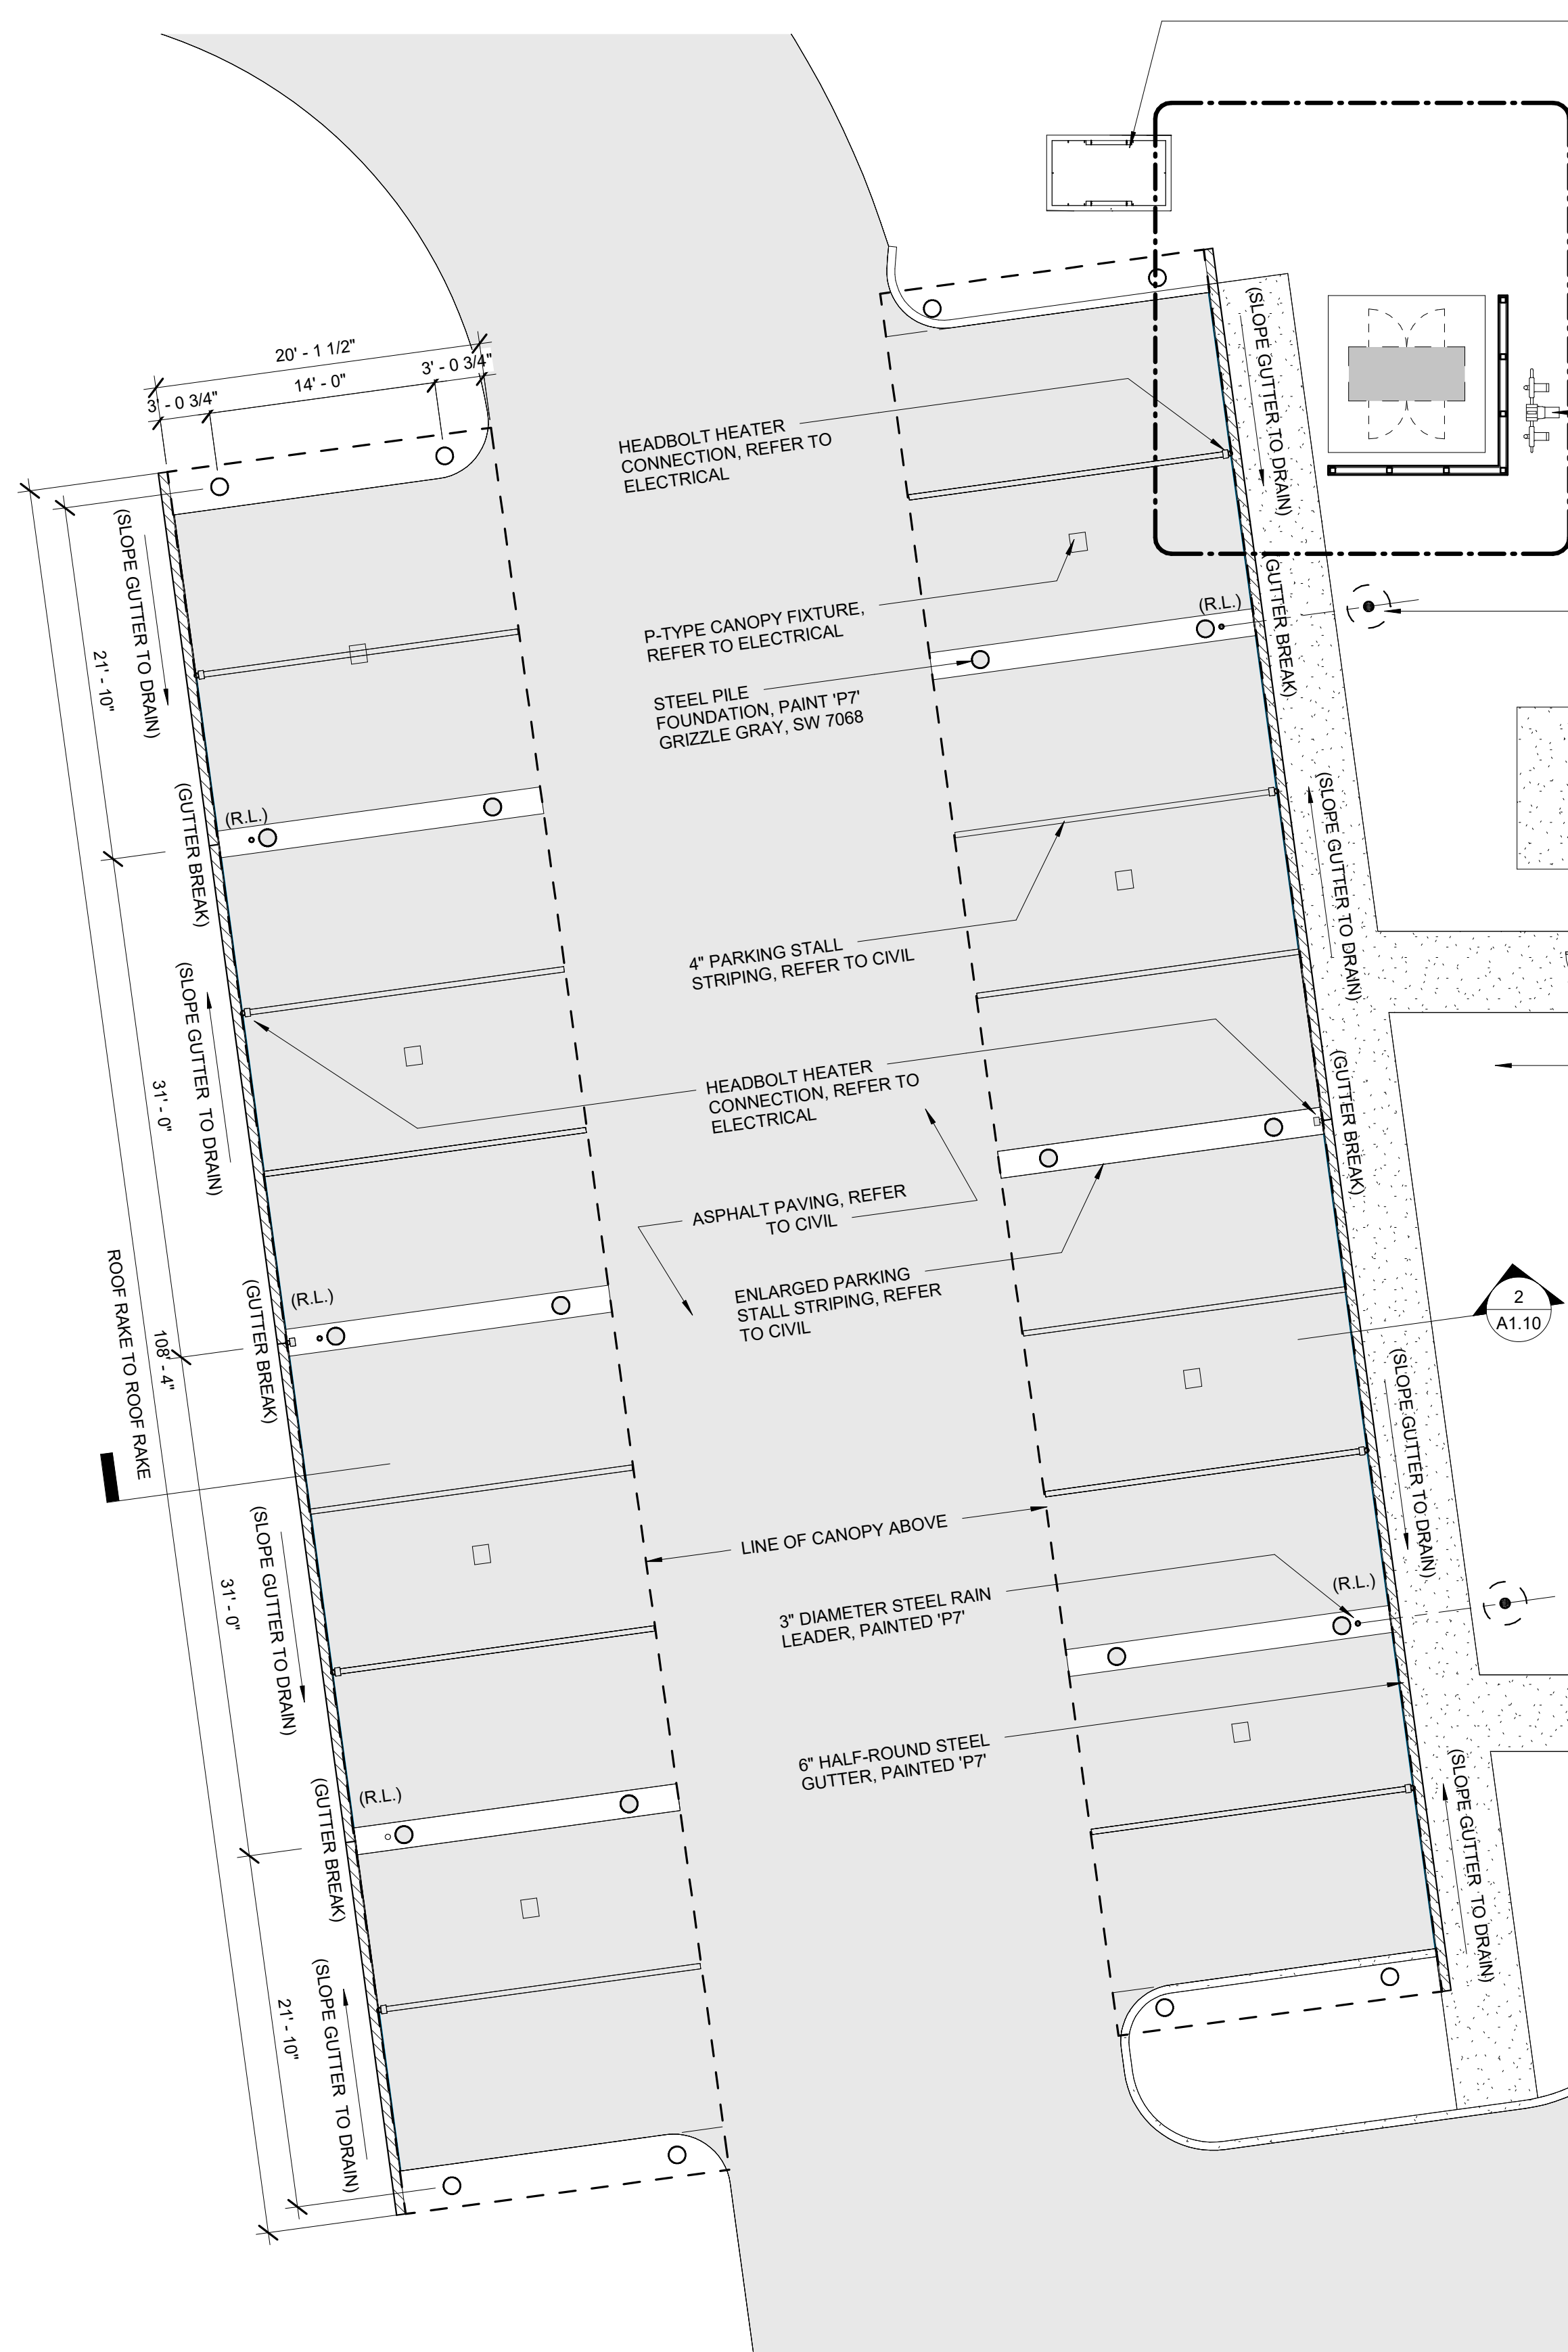 20' - 1 1/2"
3' - 0 3/4"
14' - 0"
3' - 0 3/4"
(SLOPE GUTTER TO DRAIN)
21' - 10"
(GUTTER BREAK)
(R.L.)
(SLOPE GUTTER TO DRAIN)
31' - 0"
ROOF RAKE TO ROOF RAKE
108' - 4"
(GUTTER BREAK)
(R.L.)
(SLOPE GUTTER TO DRAIN)
31' - 0"
(GUTTER BREAK)
(R.L.)
(SLOPE GUTTER TO DRAIN)
21' - 10"
HEADBOLT HEATER
CONNECTION, REFER TO
ELECTRICAL
P-TYPE CANOPY FIXTURE,
REFER TO ELECTRICAL
STEEL PILE
FOUNDATION, PAINT 'P7'
GRIZZLE GRAY, SW 7068
4" PARKING STALL
STRIPING, REFER TO CIVIL
HEADBOLT HEATER
CONNECTION, REFER TO
ELECTRICAL
ASPHALT PAVING, REFER
TO CIVIL
ENLARGED PARKING
STALL STRIPING, REFER
TO CIVIL
LINE OF CANOPY ABOVE
3" DIAMETER STEEL RAIN
LEADER, PAINTED 'P7'
6" HALF-ROUND STEEL
GUTTER, PAINTED 'P7'
(SLOPE GUTTER TO DRAIN)
(R.L.)
(GUTTER BREAK)
(SLOPE GUTTER TO DRAIN)
(GUTTER BREAK)
2
A1.10
(SLOPE GUTTER TO DRAIN)
(R.L.)
(SLOPE GUTTER TO DRAIN)